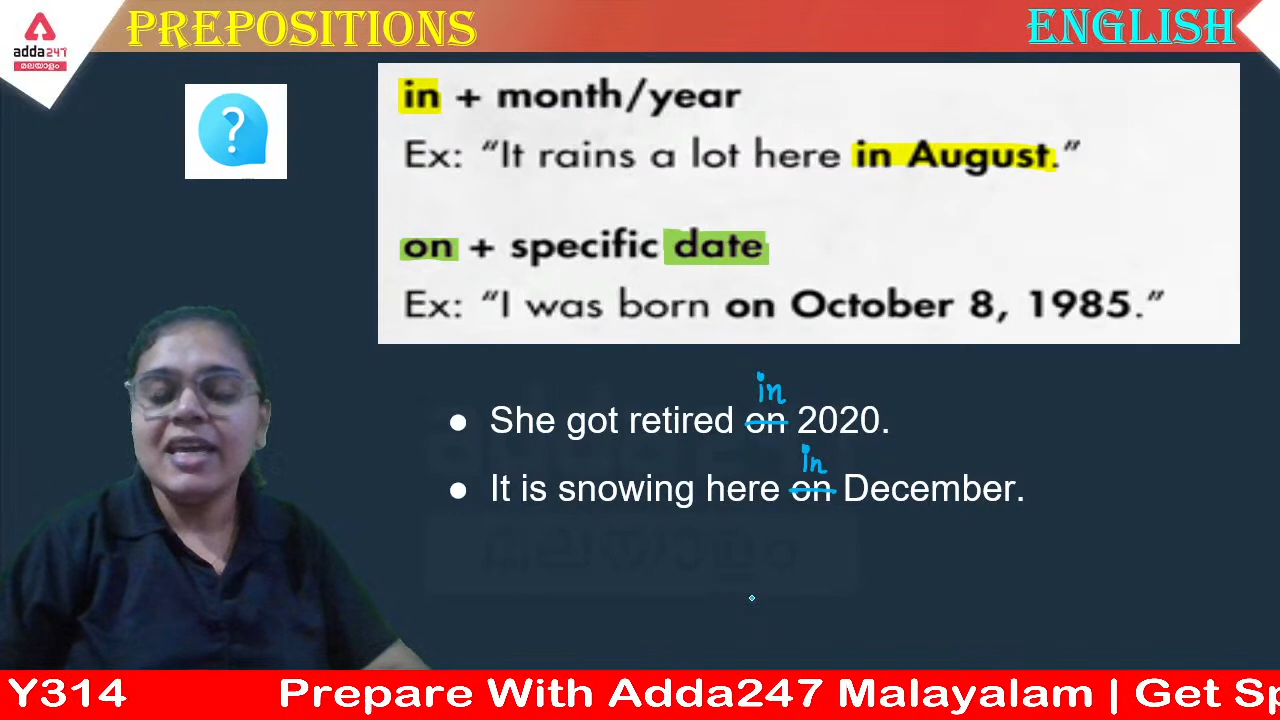 PREPOSITIONS
ENGLISH
adda247
മലയാളം
?
in + month/year
Ex: “It rains a lot here in August.”
on + specific date
Ex: “I was born on October 8, 1985.”
in
● She got retired on 2020.
in
● It is snowing here on December.
മലയാളം
Y314 Prepare With Adda247 Malayalam | Get Sp